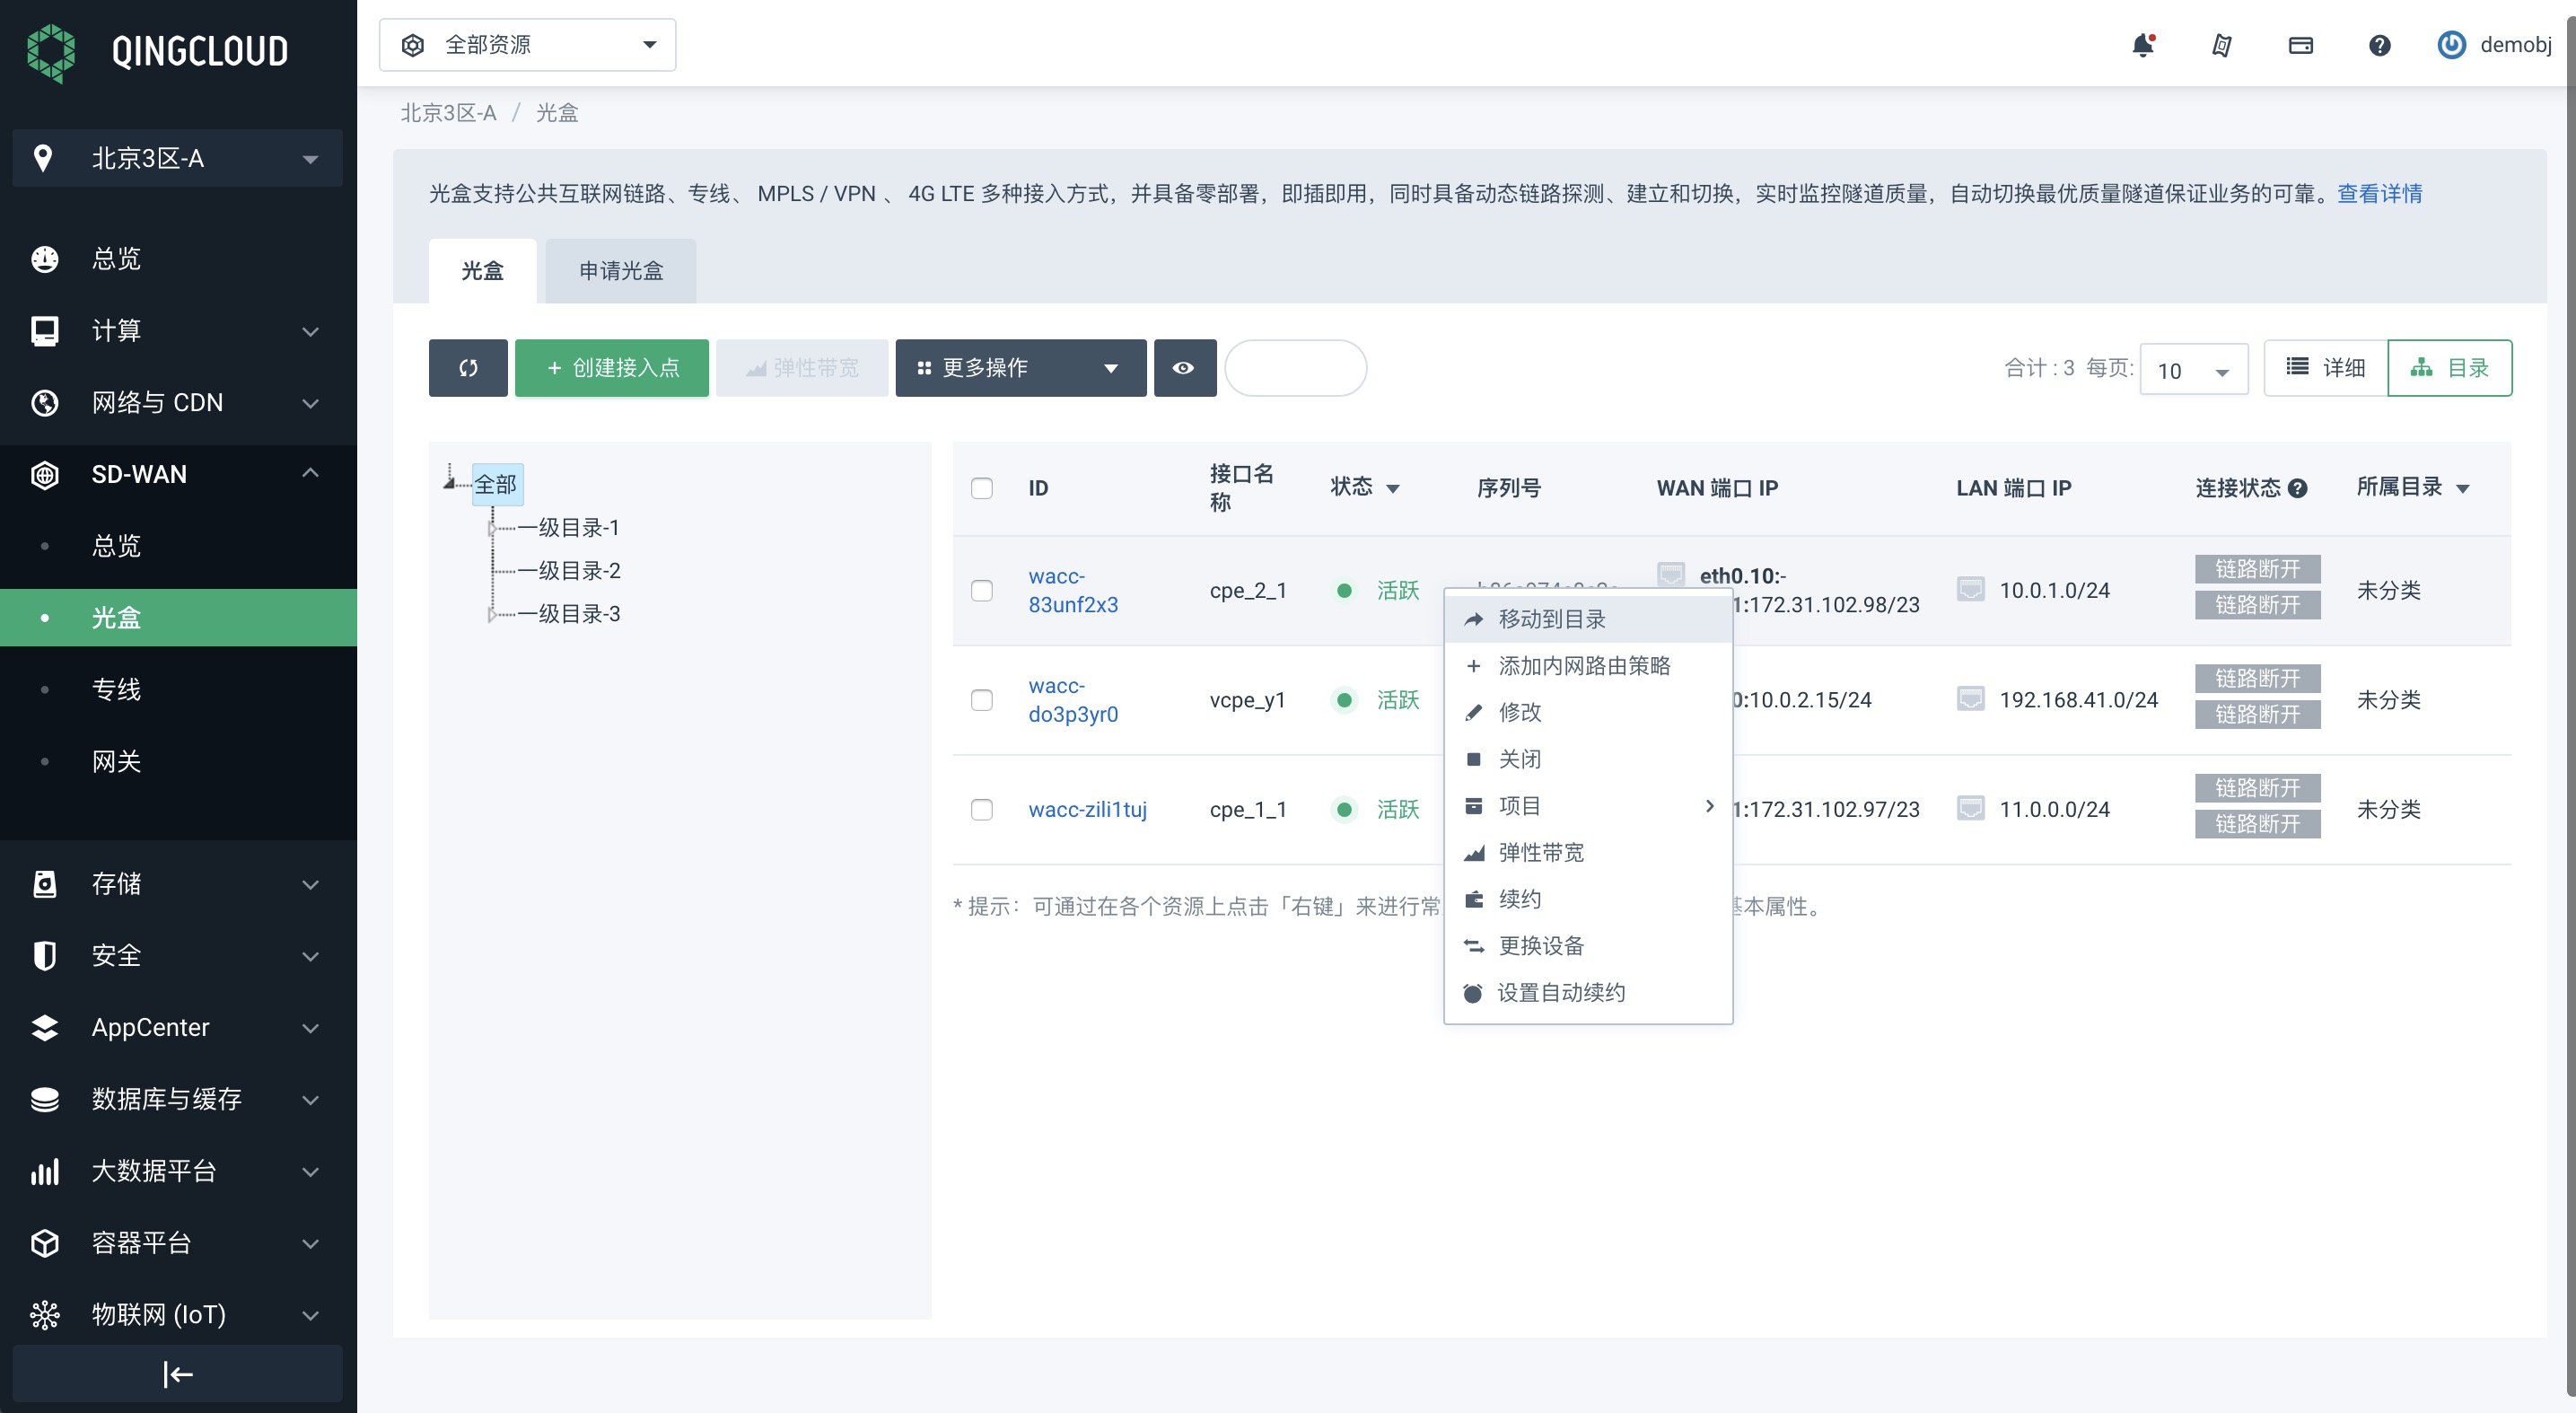 QINGCLOUD
全部资源
demobj
北京3区-A
总览
计算
网络与 CDN
SD-WAN
总览
光盒
专线
网关
存储
安全
AppCenter
数据库与缓存
大数据平台
容器平台
物联网 (IoT)
北京3区-A / 光盒
光盒支持公共互联网链路、专线、 MPLS / VPN 、 4G LTE 多种接入方式，并具备零部署，即插即用，同时具备动态链路探测、建立和切换，实时监控隧道质量，自动切换最优质量隧道保证业务的可靠。查看详情
光盒 申请光盒
+ 创建接入点 弹性带宽 更多操作 合计 : 3 每页: 10 详细 目录
全部
一级目录-1
一级目录-2
一级目录-3
ID 接口名称 状态 序列号 WAN 端口 IP LAN 端口 IP 连接状态 所属目录
wacc-83unf2x3 cpe_2_1 活跃 eth0.10:- 1:172.31.102.98/23 10.0.1.0/24 链路断开 链路断开 未分类
wacc-do3p3yr0 vcpe_y1 活跃 0:10.0.2.15/24 192.168.41.0/24 链路断开 链路断开 未分类
wacc-zili1tuj cpe_1_1 活跃 1:172.31.102.97/23 11.0.0.0/24 链路断开 链路断开 未分类
* 提示：可通过在各个资源上点击「右键」来进行常 基本属性。
移动到目录
+ 添加内网路由策略
修改
关闭
项目
弹性带宽
续约
更换设备
设置自动续约